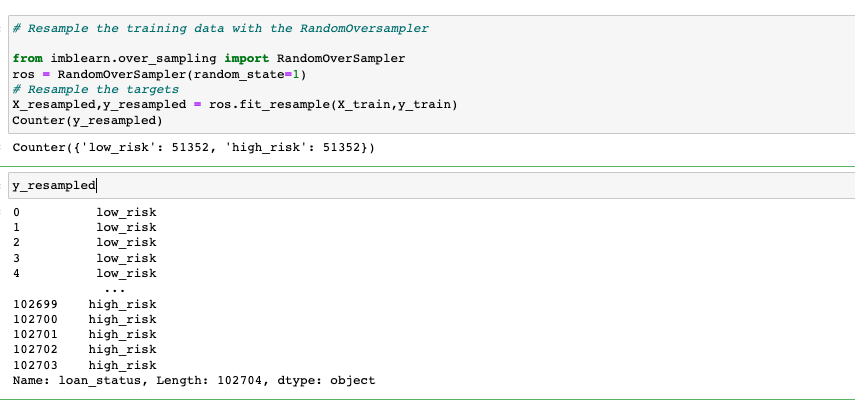 # Resample the training data with the RandomOversampler
from imblearn.over_sampling import RandomOverSampler
ros = RandomOverSampler(random_state=1)
# Resample the targets
X_resampled,y_resampled = ros.fit_resample(X_train,y_train)
Counter(y_resampled)
Counter({'low_risk': 51352, 'high_risk': 51352})
y_resampled
0 low_risk
1 low_risk
2 low_risk
3 low_risk
4 low_risk
...
102699 high_risk
102700 high_risk
102701 high_risk
102702 high_risk
102703 high_risk
Name: loan_status, Length: 102704, dtype: object